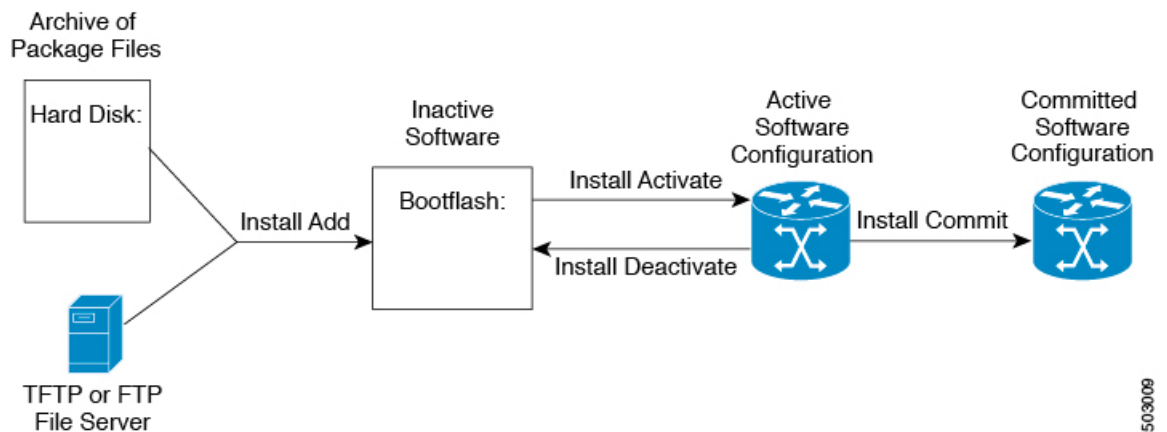 Archive of
Package Files
Hard Disk:
Inactive
Software
Bootflash:
Active
Software
Configuration
Committed
Software
Configuration
Install Add
Install Activate
Install Deactivate
Install Commit
TFTP or FTP
File Server
503009